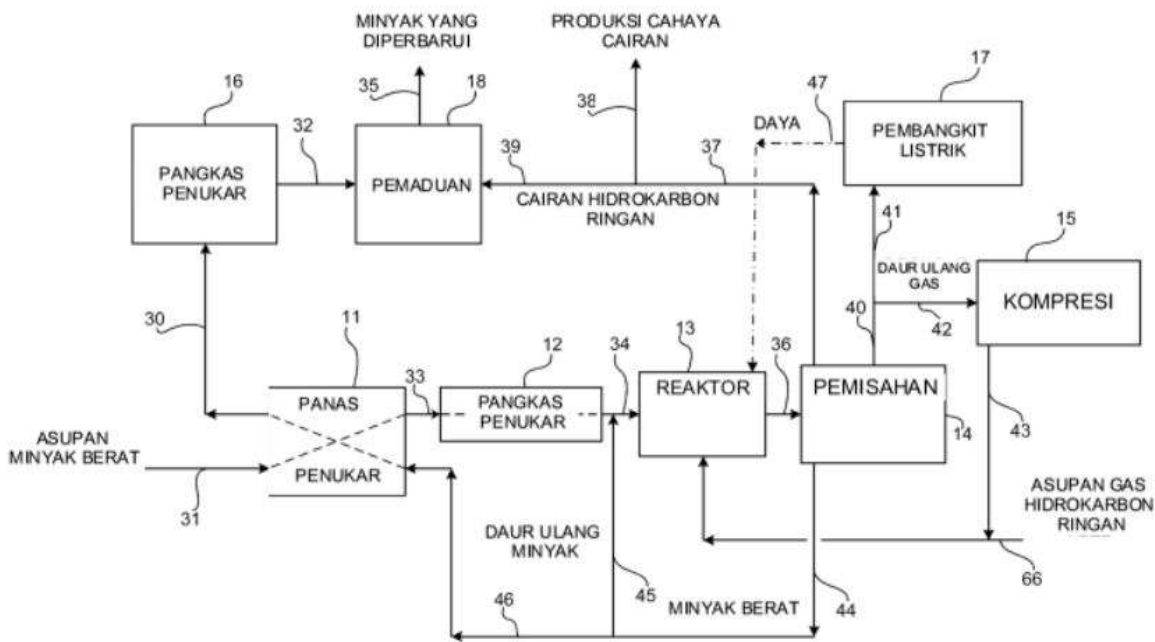 MINYAK YANG
DIPERBARUI
PRODUKSI CAHAYA
CAIRAN
16
35
18
38
47
17
32
DAYA
PEMBANGKIT
LISTRIK
PANGKAS
PENUKAR
PEMADUAN
39
37
CAIRAN HIDROKARBON
RINGAN
41
15
DAUR ULANG
GAS
KOMPRESI
30
11
40
42
12
13
33
34
36
PANAS
PENUKAR
PANGKAS
PENUKAR
REAKTOR
PEMISAHAN
14
43
ASUPAN
MINYAK BERAT
31
ASUPAN GAS
HIDROKARBON
RINGAN
DAUR ULANG
MINYAK
45
66
46
MINYAK BERAT
44